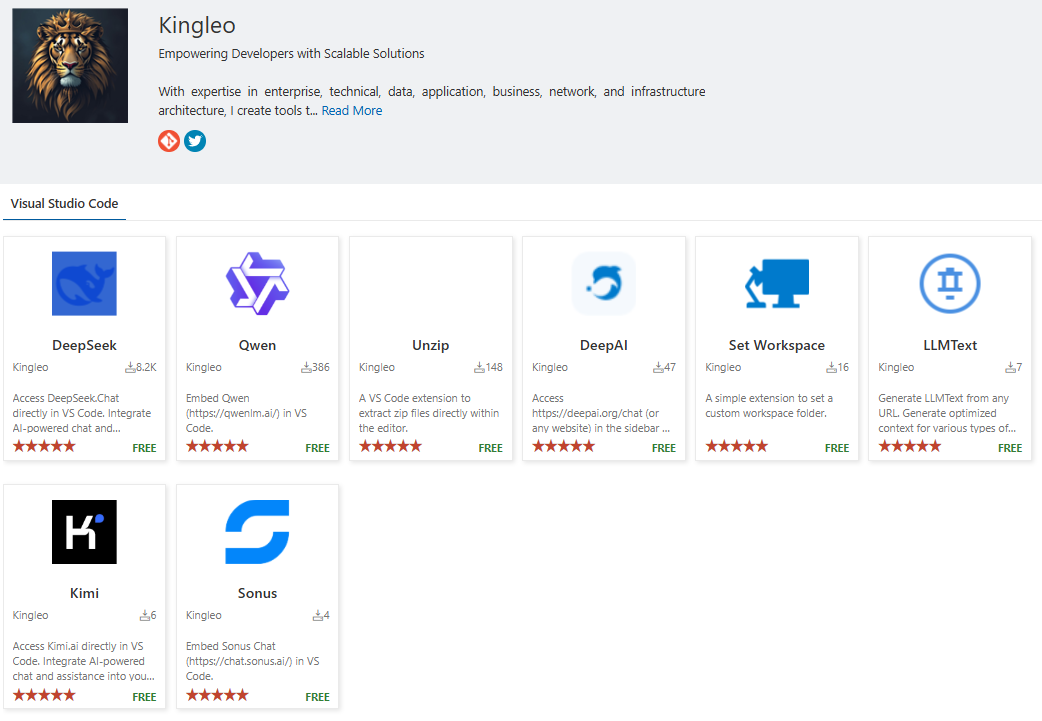 Kingleo
Empowering Developers with Scalable Solutions
With expertise in enterprise, technical, data, application, business, network, and infrastructure
architecture, I create tools t... Read More
Visual Studio Code
DeepSeek
Kingleo 8.2K
Access DeepSeek.Chat
directly in VS Code. Integrate
AI-powered chat and...
FREE
Qwen
Kingleo 386
Embed Qwen
(https://qwenlm.ai/) in VS
Code.
FREE
Unzip
Kingleo 148
A VS Code extension to
extract zip files directly within
the editor.
FREE
DeepAI
Kingleo 47
Access
https://deepai.org/chat (or
any website) in the sidebar ...
FREE
Set Workspace
Kingleo 16
A simple extension to set a
custom workspace folder.
FREE
LLMText
Kingleo 7
Generate LLMText from any
URL. Generate optimized
context for various types of...
FREE
K
Kimi
Kingleo 6
Access Kimi.ai directly in VS
Code. Integrate AI-powered
chat and assistance into you...
FREE
Sonus
Kingleo 4
Embed Sonus Chat
(https://chat.sonus.ai/) in VS
Code.
FREE